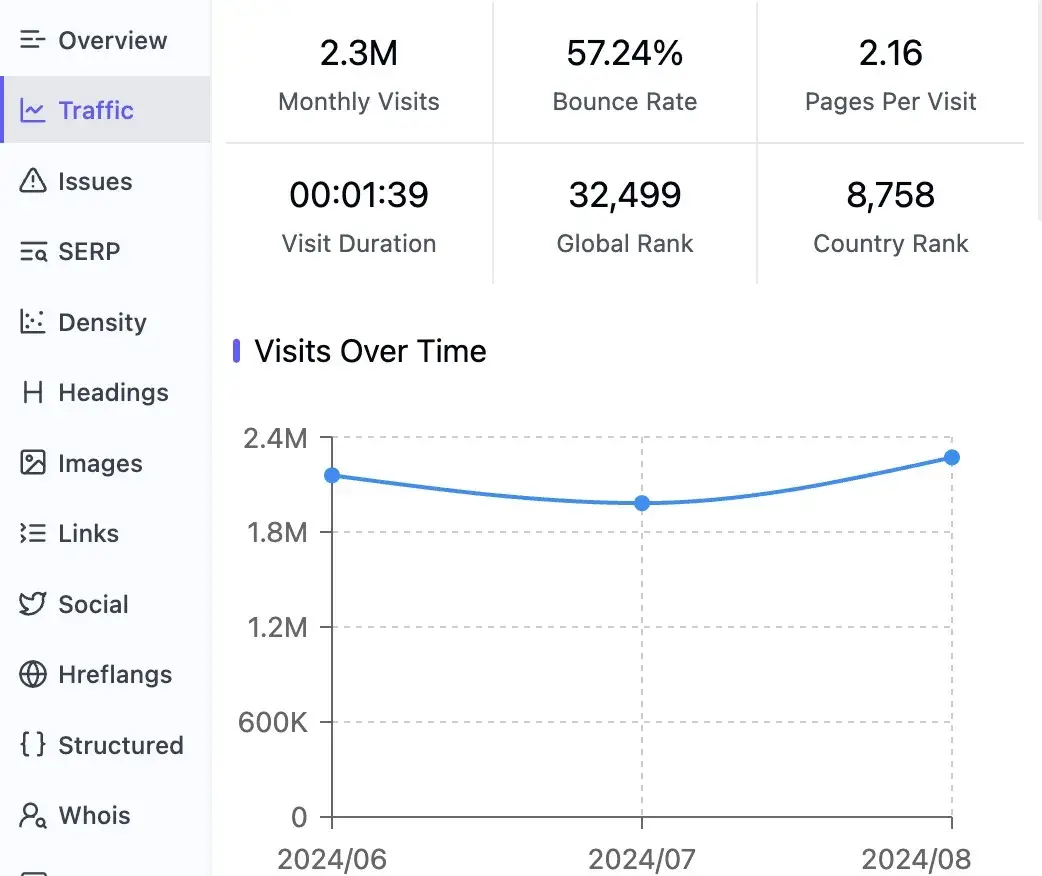 Overview
Traffic
Issues
SERP
Density
Headings
Images
Links
Social
Hreflangs
Structured
Whois
2.3M
Monthly Visits
57.24%
Bounce Rate
2.16
Pages Per Visit
00:01:39
Visit Duration
32,499
Global Rank
8,758
Country Rank
Visits Over Time
2.4M
1.8M
1.2M
600K
0
2024/06 2024/07 2024/08